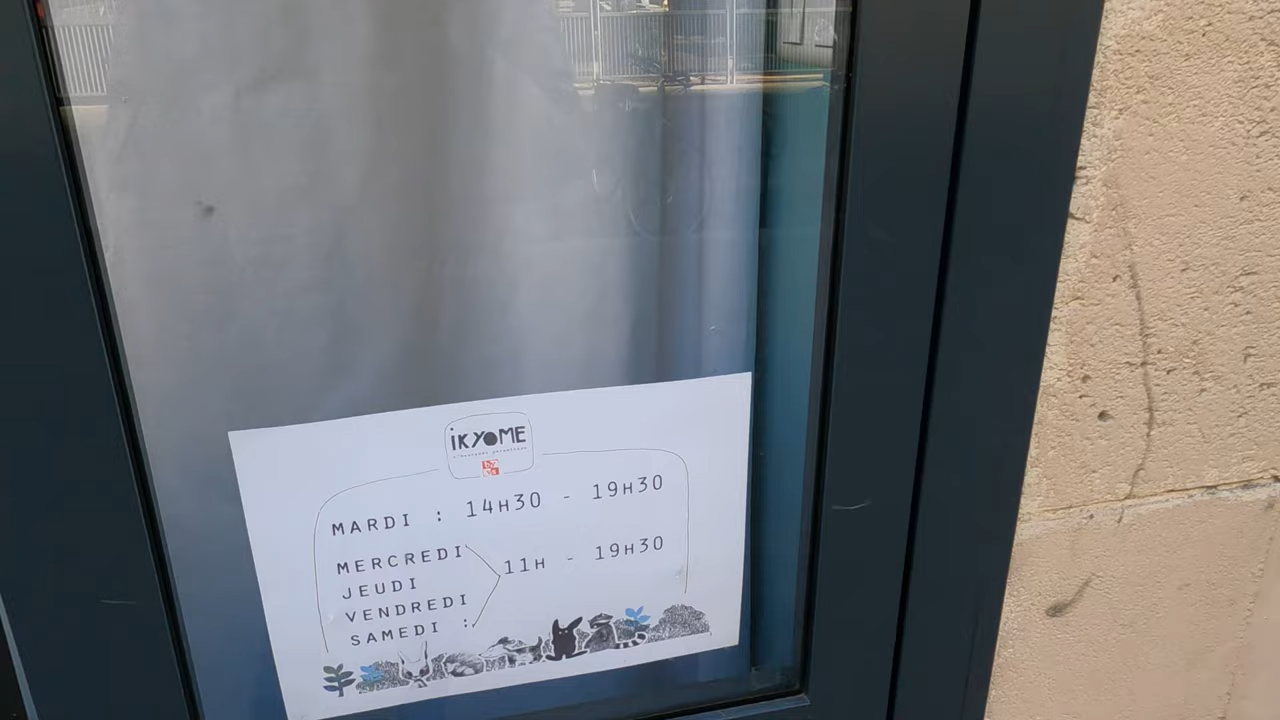 iKYOME
MARDI : 14H30 - 19H30
MERCREDI
JEUDI
VENDREDI
SAMEDI :
11H - 19H30